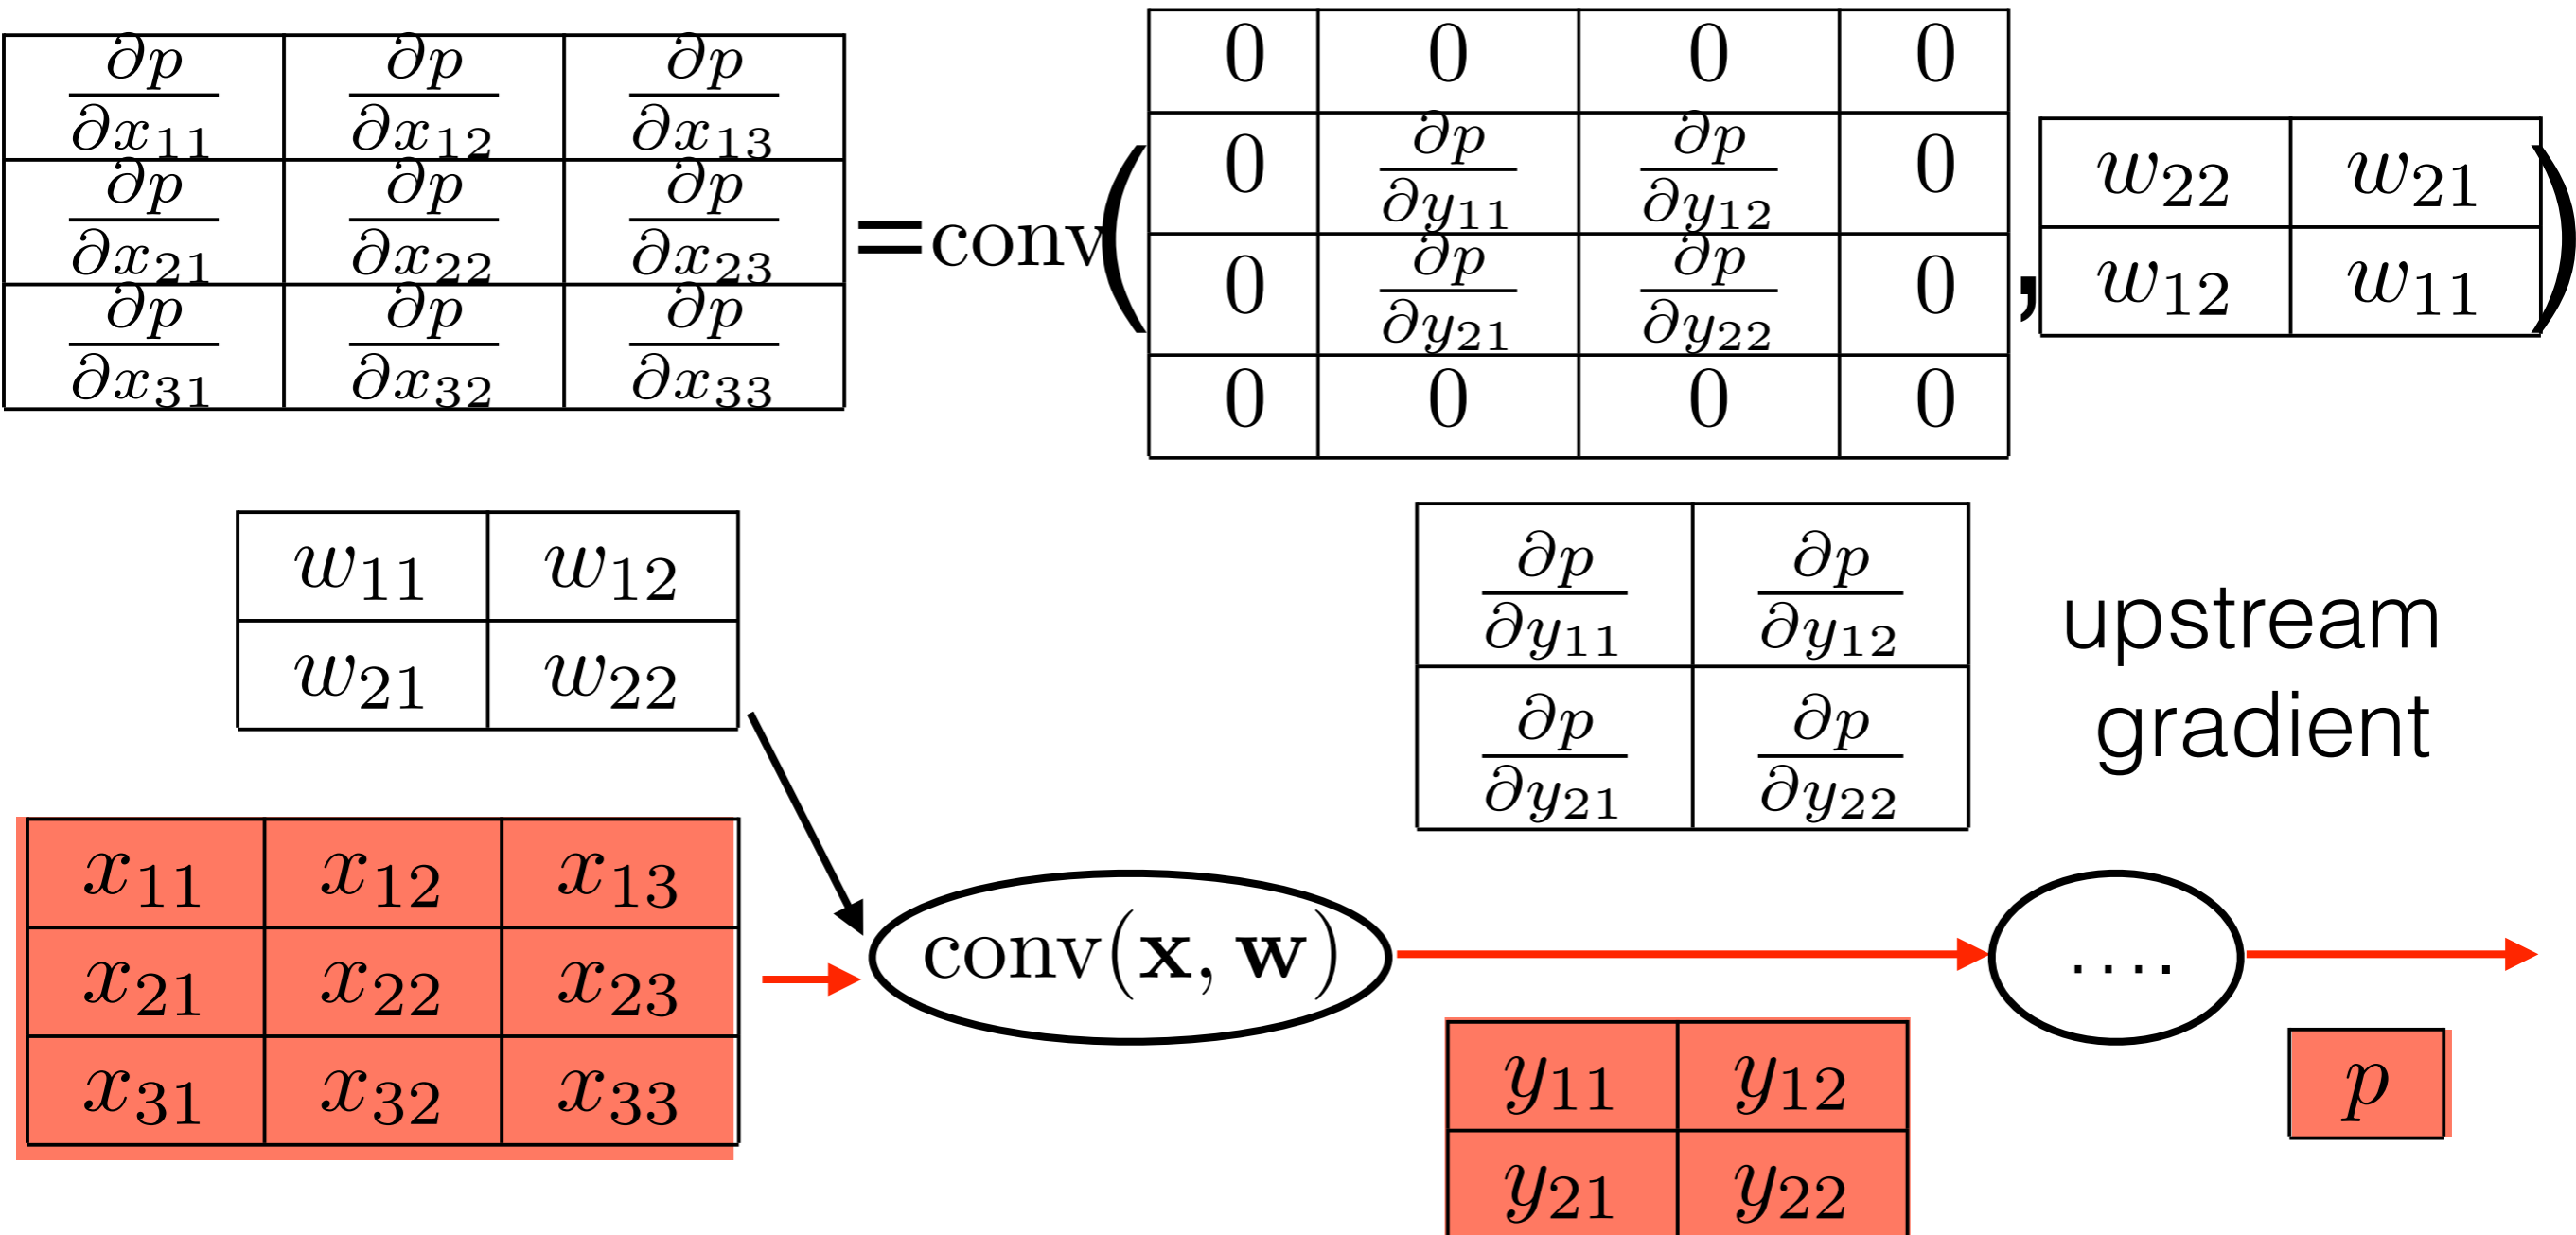 ∂p/∂x₁₁ ∂p/∂x₁₂ ∂p/∂x₁₃
∂p/∂x₂₁ ∂p/∂x₂₂ ∂p/∂x₂₃
∂p/∂x₃₁ ∂p/∂x₃₂ ∂p/∂x₃₃
=conv(
0 0 0 0
0 ∂p/∂y₁₁ ∂p/∂y₁₂ 0
0 ∂p/∂y₂₁ ∂p/∂y₂₂ 0
0 0 0 0
,
w₂₂ w₂₁
w₁₂ w₁₁
)
w₁₁ w₁₂
w₂₁ w₂₂
∂p/∂y₁₁ ∂p/∂y₁₂
∂p/∂y₂₁ ∂p/∂y₂₂
upstream
gradient
x₁₁ x₁₂ x₁₃
x₂₁ x₂₂ x₂₃
x₃₁ x₃₂ x₃₃
conv(x, w)
....
y₁₁ y₁₂
y₂₁ y₂₂
p